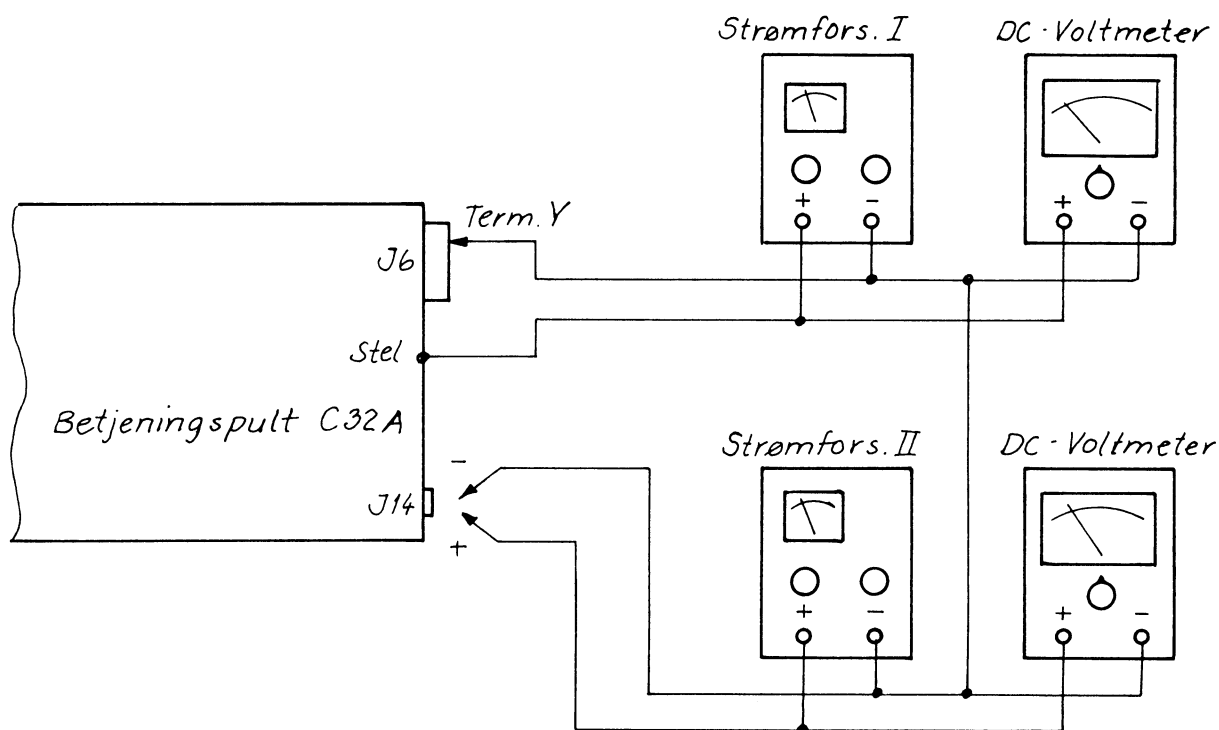 Strømfors. I
DC-Voltmeter
+ -
+ -
Term. Y
J6
Stel
Betjeningspult C32A
-
J14
+
Strømfors. II
DC-Voltmeter
+ -
+ -